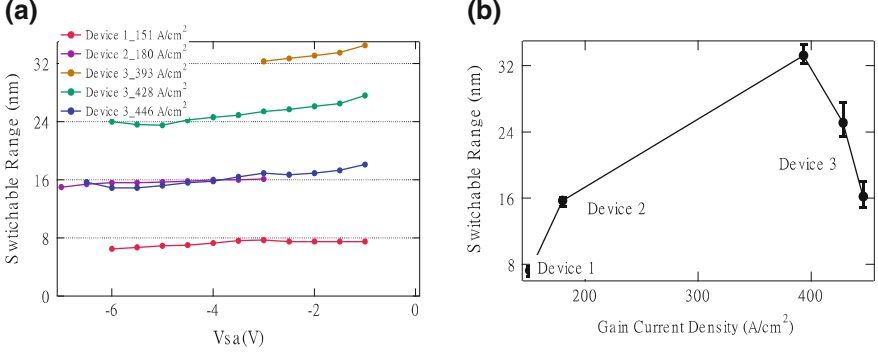 (a)
Device 1_151 A/cm²
Device 2_180 A/cm²
Device 3_393 A/cm²
Device 3_428 A/cm²
Device 3_446 A/cm²
Swtichable Range (nm)
32
24
16
8
0
-6
-4
-2
0
Vsa(V)
(b)
Switchable Range (nm)
32
24
16
8
Device 1
Device 2
Device 3
200
300
400
Gain Current Density (A/cm²)